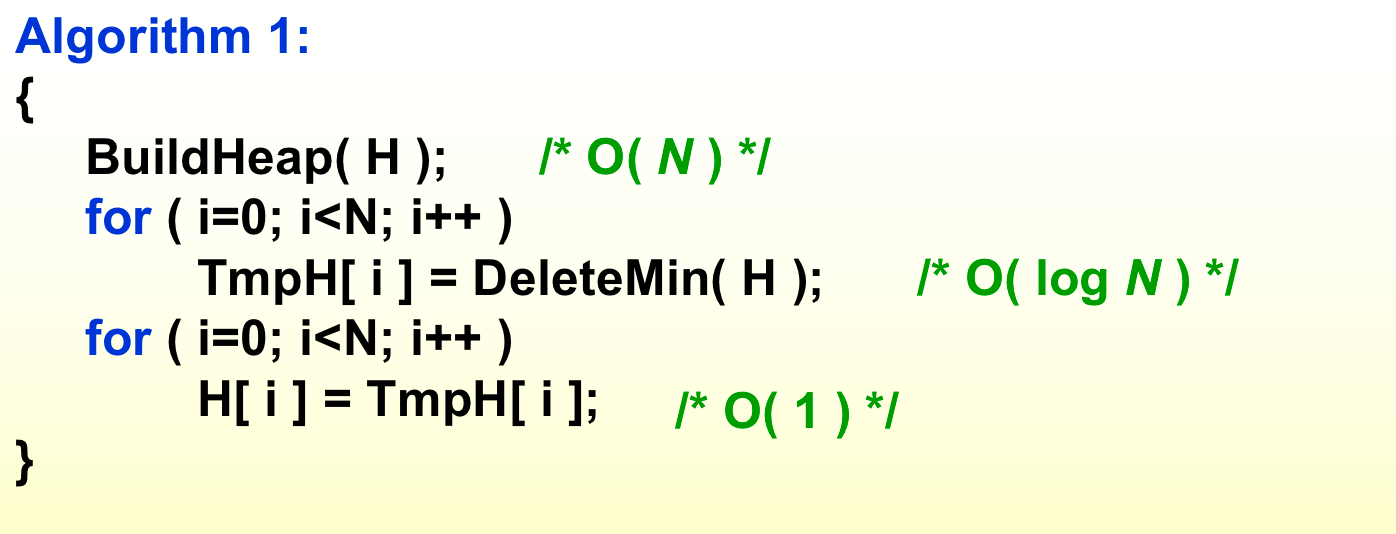 Algorithm 1:
{
BuildHeap( H ); /* O( N ) */
for ( i=0; i<N; i++ )
TmpH[ i ] = DeleteMin( H ); /* O( log N ) */
for ( i=0; i<N; i++ )
H[ i ] = TmpH[ i ]; /* O( 1 ) */
}